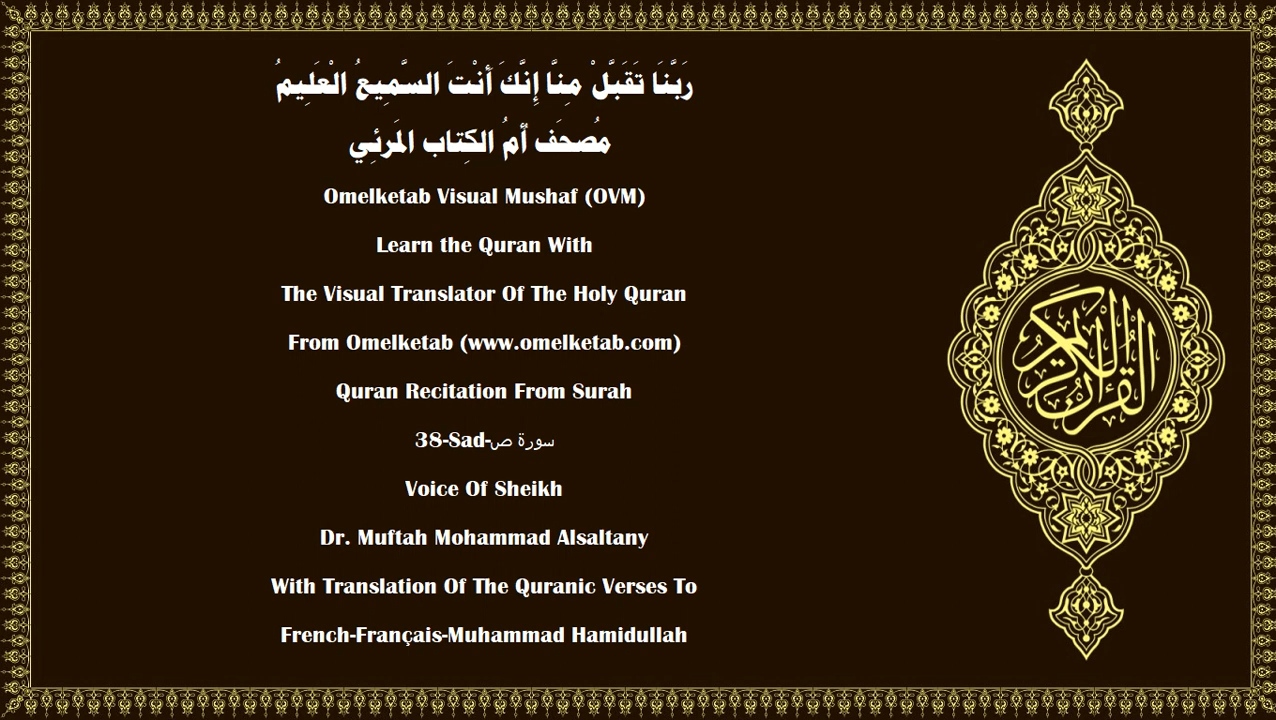 رَبَّنَا تَقَبَّلْ مِنَّا إِنَّكَ أَنْتَ السَّمِيعُ الْعَلِيمُ
مُصحَف أمُ الكِتاب المَرئِي
Omelketab Visual Mushaf (OVM)
Learn the Quran With
The Visual Translator Of The Holy Quran
From Omelketab (www.omelketab.com)
Quran Recitation From Surah
38-Sad-سورة ص
Voice Of Sheikh
Dr. Muftah Mohammad Alsaltany
With Translation Of The Quranic Verses To
French-Français-Muhammad Hamidullah
القرآن الكريم